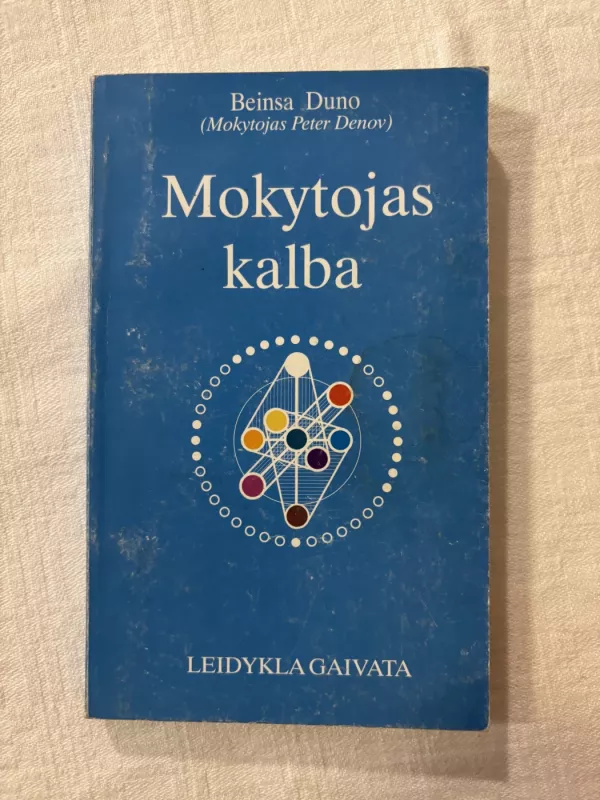 Beinsa Duno
(Mokytojas Peter Denov)
Mokytojas
kalba
LEIDYKLA GAIVATA